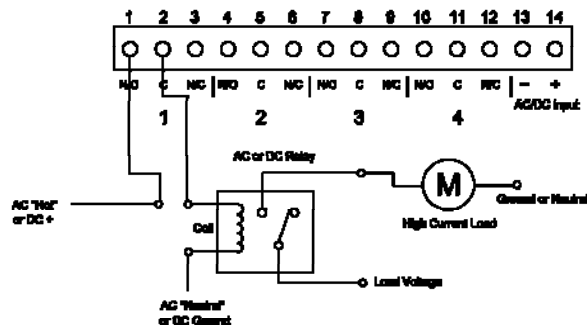 1 2 3 4 5 6 7 8 9 10 11 12 13 14
N/O C N/C N/O C N/C N/O C N/C N/O C N/C − +
1 2 3 4 AC/DC Input
AC or DC Relay
M
AC "Hot"
or DC +
Coil
High Current Load
Ground or Neutral
Load Voltage
AC "Neutral"
or DC Ground